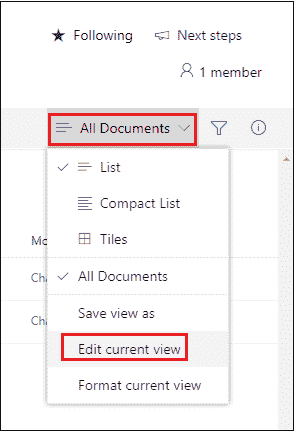 Following Next steps
1 member
All Documents
List
Compact List
Mo
Tiles
Cha
All Documents
Save view as
Cha
Edit current view
Format current view